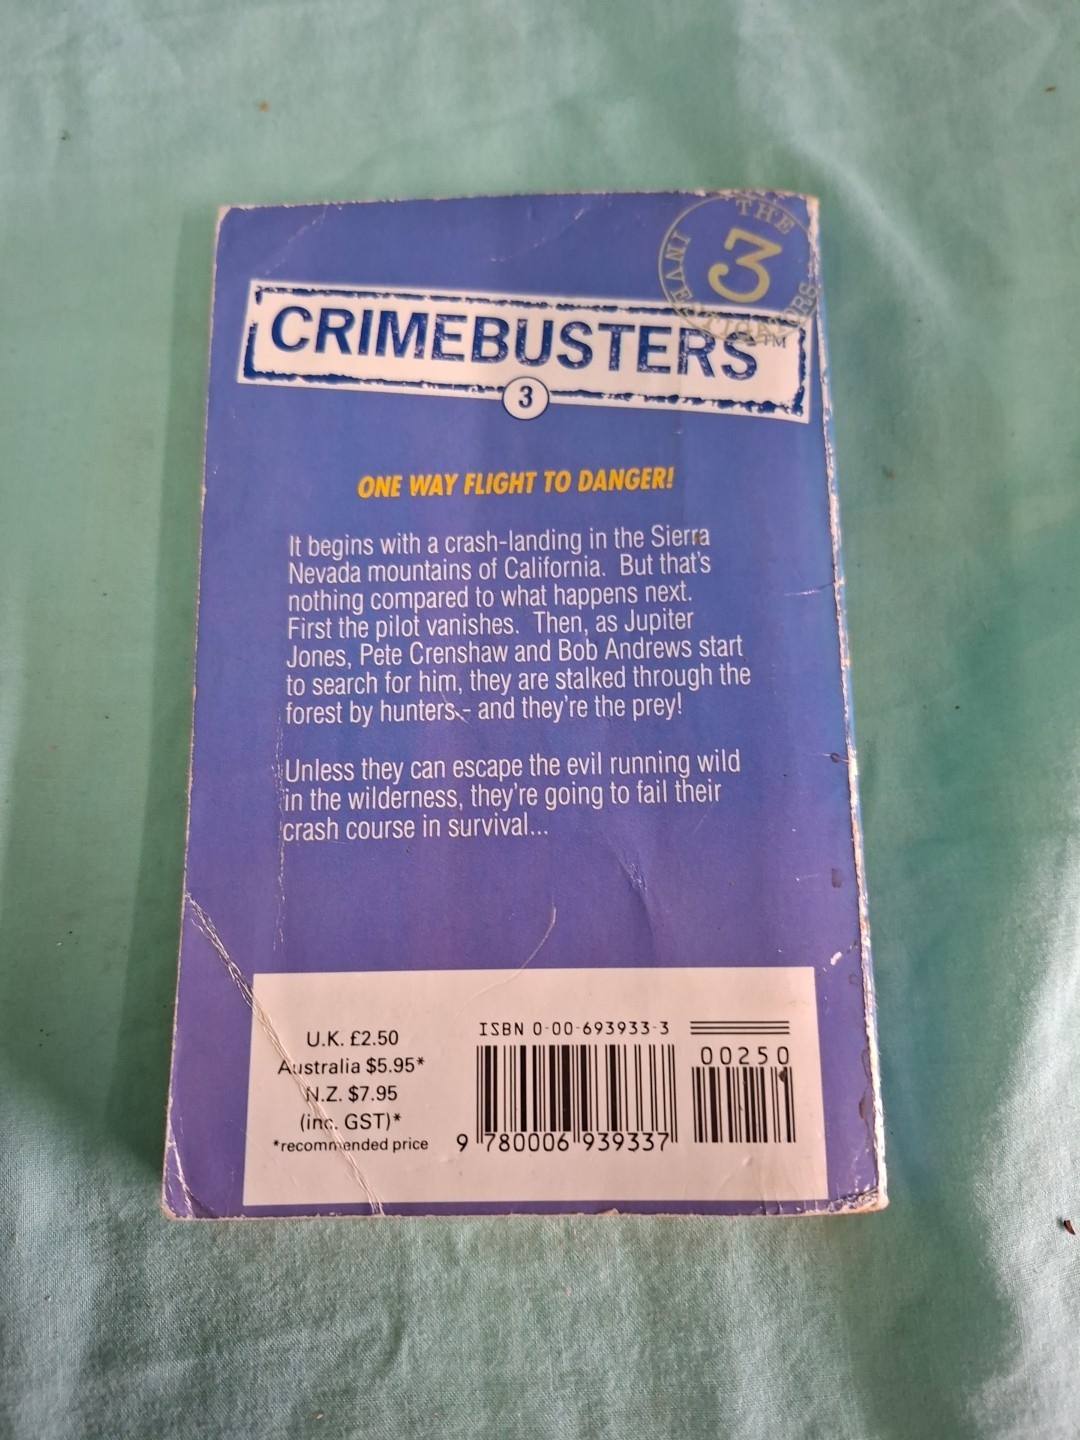 THE
3
INVESTIGATORS
CRIMEBUSTERS™
3
ONE WAY FLIGHT TO DANGER!
It begins with a crash-landing in the Sierra
Nevada mountains of California. But that's
nothing compared to what happens next.
First the pilot vanishes. Then, as Jupiter
Jones, Pete Crenshaw and Bob Andrews start
to search for him, they are stalked through the
forest by hunters - and they're the prey!
Unless they can escape the evil running wild
in the wilderness, they're going to fail their
crash course in survival...
U.K. £2.50
Australia $5.95*
N.Z. $7.95
(inc. GST)*
*recommended price
ISBN 0-00-693933-3
00250
9 780006 939337